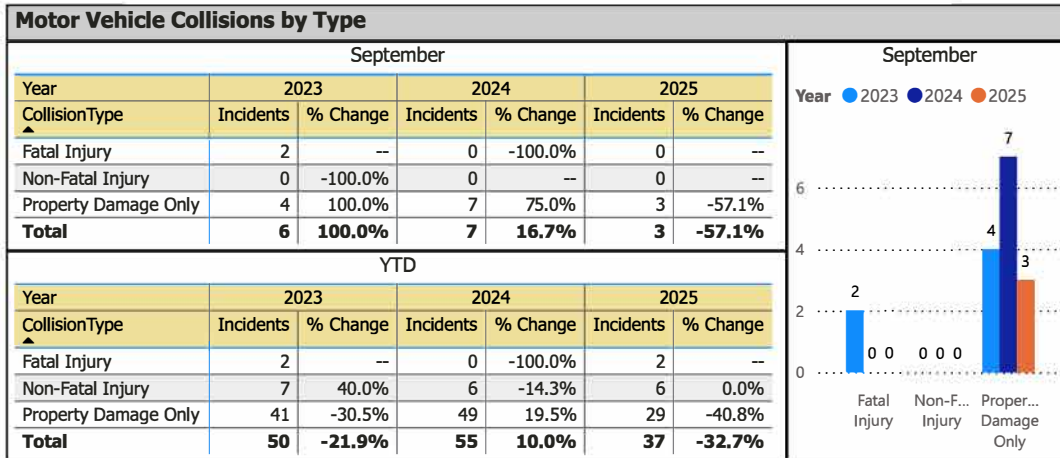 Motor Vehicle Collisions by Type
September
Year 2023 2024 2025
CollisionType Incidents % Change Incidents % Change Incidents % Change
Fatal Injury 2 -- 0 -100.0% 0 --
Non-Fatal Injury 0 -100.0% 0 -- 0 --
Property Damage Only 4 100.0% 7 75.0% 3 -57.1%
Total 6 100.0% 7 16.7% 3 -57.1%
YTD
Year 2023 2024 2025
CollisionType Incidents % Change Incidents % Change Incidents % Change
Fatal Injury 2 -- 0 -100.0% 2 --
Non-Fatal Injury 7 40.0% 6 -14.3% 6 0.0%
Property Damage Only 41 -30.5% 49 19.5% 29 -40.8%
Total 50 -21.9% 55 10.0% 37 -32.7%
September
Year 2023 2024 2025
7
6
4
4
3
2
2
0 0 0 0 0
0
Fatal Non-F... Proper...
Injury Injury Damage
Only